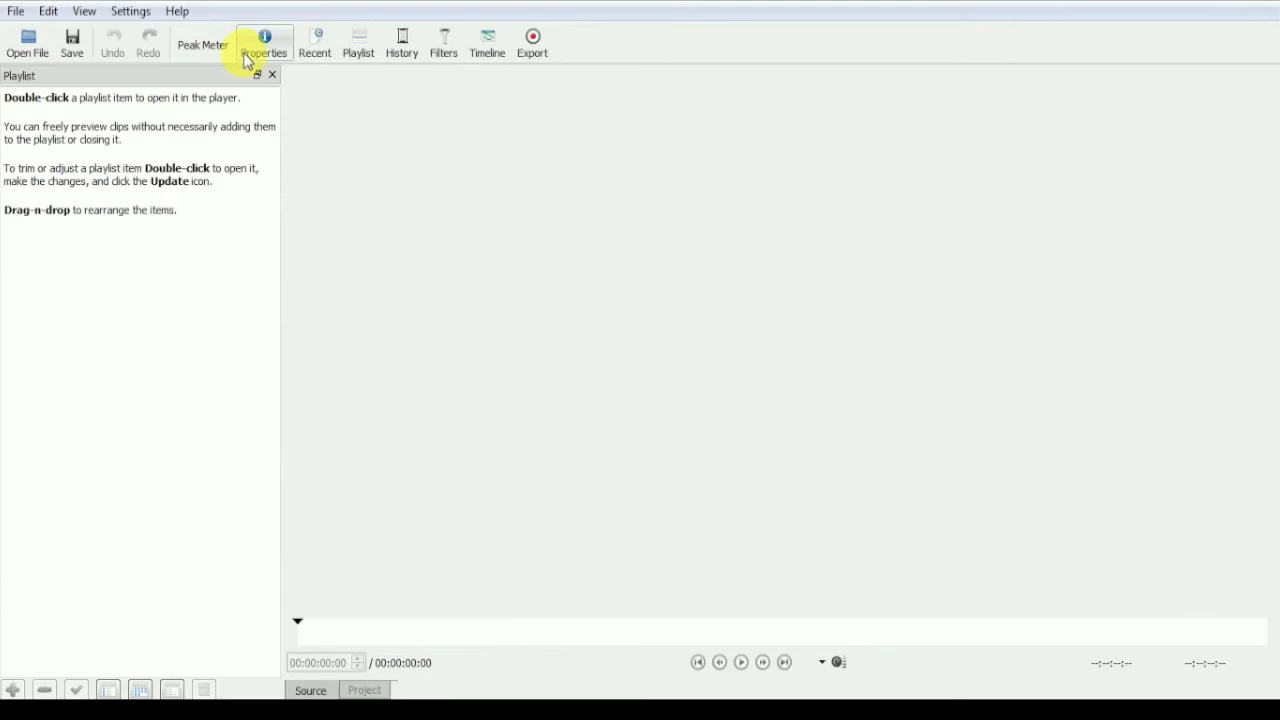 File Edit View Settings Help
Open File Save Undo Redo Peak Meter Properties Recent Playlist History Filters Timeline Export
Playlist
Double-click a playlist item to open it in the player.
You can freely preview clips without necessarily adding them
to the playlist or closing it.
To trim or adjust a playlist item Double-click to open it,
make the changes, and click the Update icon.
Drag-n-drop to rearrange the items.
00:00:00:00 / 00:00:00:00 --:--:--:-- --:--:--:--
Source Project